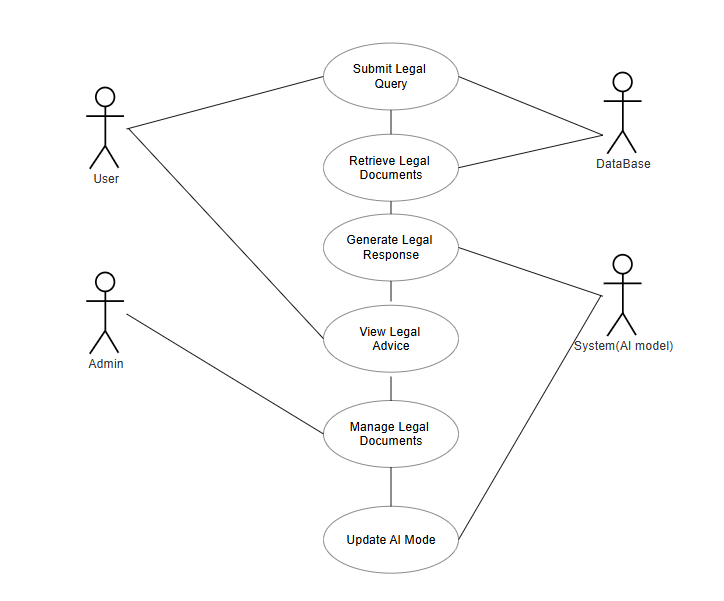 Submit Legal
Query
User
DataBase
Retrieve Legal
Documents
Generate Legal
Response
Admin
System(AI model)
View Legal
Advice
Manage Legal
Documents
Update AI Mode